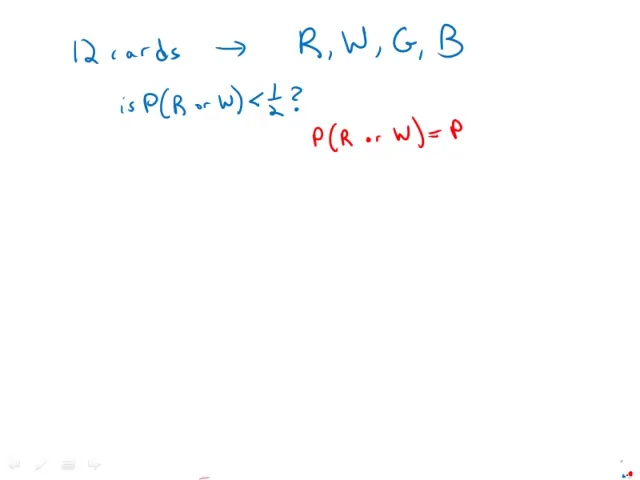 12 cards → R, W, G, B
is P(R or W) < 1/2 ?
P(R or W) = P